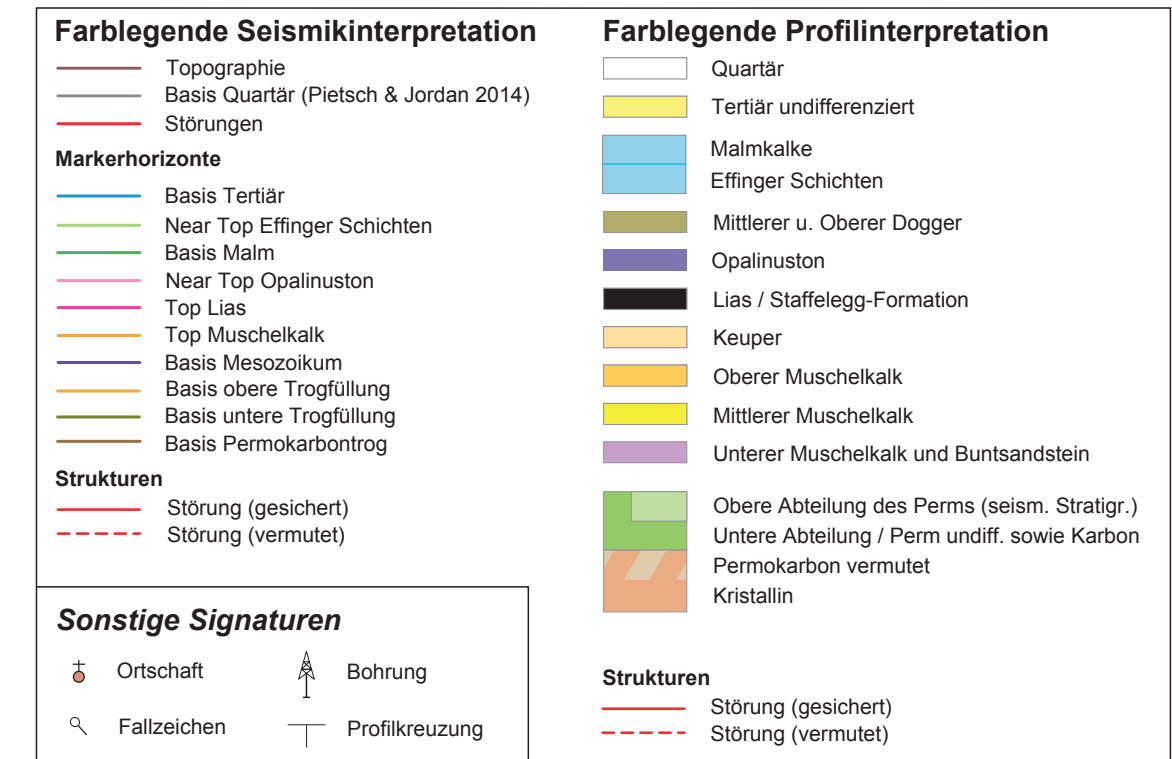 Farblegende Seismikinterpretation
Topographie
Basis Quartär (Pietsch & Jordan 2014)
Störungen
Markerhorizonte
Basis Tertiär
Near Top Effinger Schichten
Basis Malm
Near Top Opalinuston
Top Lias
Top Muschelkalk
Basis Mesozoikum
Basis obere Trogfüllung
Basis untere Trogfüllung
Basis Permokarbontrog
Strukturen
Störung (gesichert)
Störung (vermutet)
Sonstige Signaturen
Ortschaft
Bohrung
Fallzeichen
Profilkreuzung
Farblegende Profilinterpretation
Quartär
Tertiär undifferenziert
Malmkalke
Effinger Schichten
Mittlerer u. Oberer Dogger
Opalinuston
Lias / Staffelegg-Formation
Keuper
Oberer Muschelkalk
Mittlerer Muschelkalk
Unterer Muschelkalk und Buntsandstein
Obere Abteilung des Perms (seism. Stratigr.)
Untere Abteilung / Perm undiff. sowie Karbon
Permokarbon vermutet
Kristallin
Strukturen
Störung (gesichert)
Störung (vermutet)